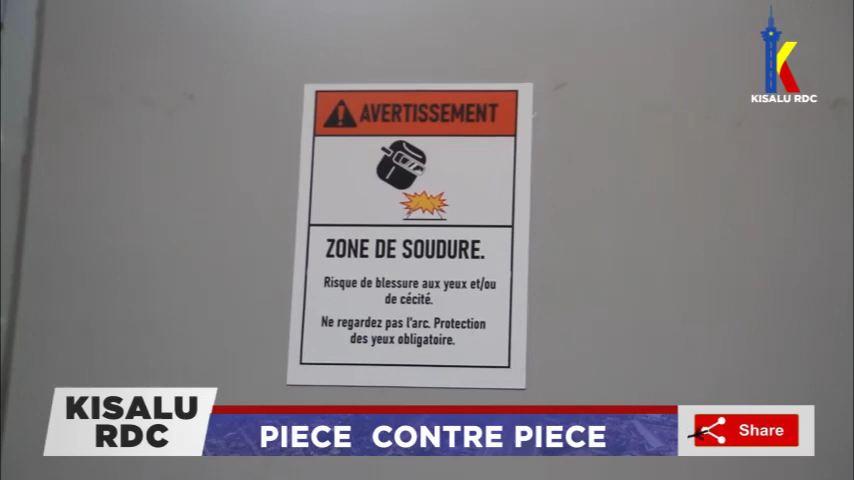 KISALU RDC
AVERTISSEMENT
ZONE DE SOUDURE.
Risque de blessure aux yeux et/ou
de cécité.
Ne regardez pas l'arc. Protection
des yeux obligatoire.
KISALU
RDC
PIECE CONTRE PIECE
Share